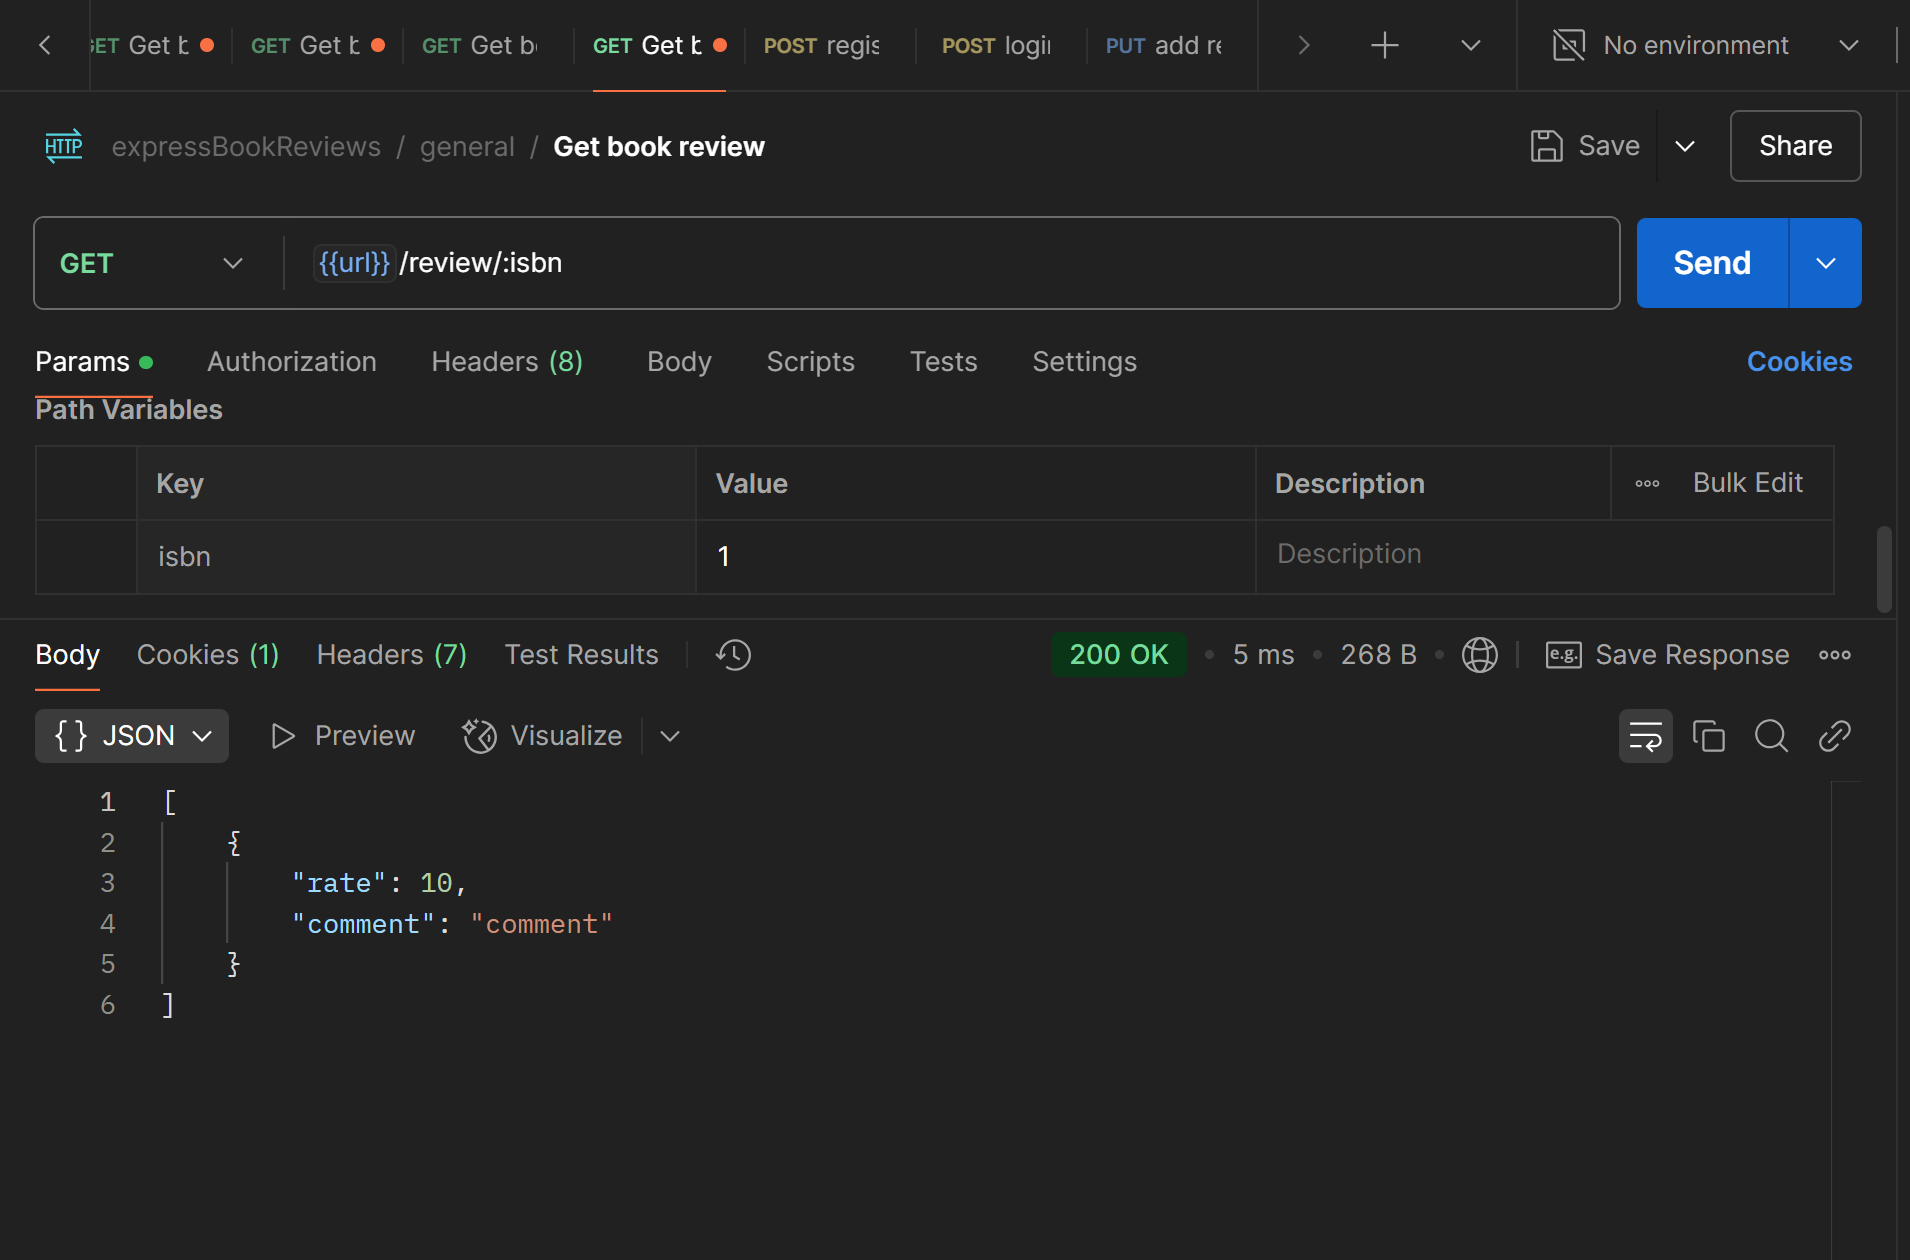 GET Get b GET Get b GET Get b GET Get b POST regis POST logi PUT add re No environment
HTTP expressBookReviews / general / Get book review Save Share
GET {{url}}/review/:isbn Send
Params Authorization Headers (8) Body Scripts Tests Settings Cookies
Path Variables
Key Value Description Bulk Edit
isbn 1 Description
Body Cookies (1) Headers (7) Test Results 200 OK 5 ms 268 B e.g. Save Response
{} JSON Preview Visualize
1 [
2 {
3 "rate": 10,
4 "comment": "comment"
5 }
6 ]